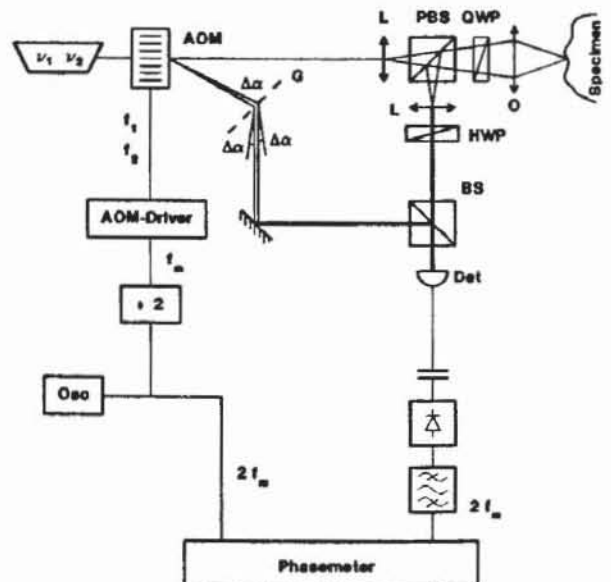 ν₁ ν₂
AOM
L
PBS
QWP
Specimen
Δα
G
O
L
HWP
Δα
Δα
f₁
f₂
BS
AOM-Driver
fₘ
Det
÷ 2
Osc
2 fₘ
2 fₘ
Phasemeter